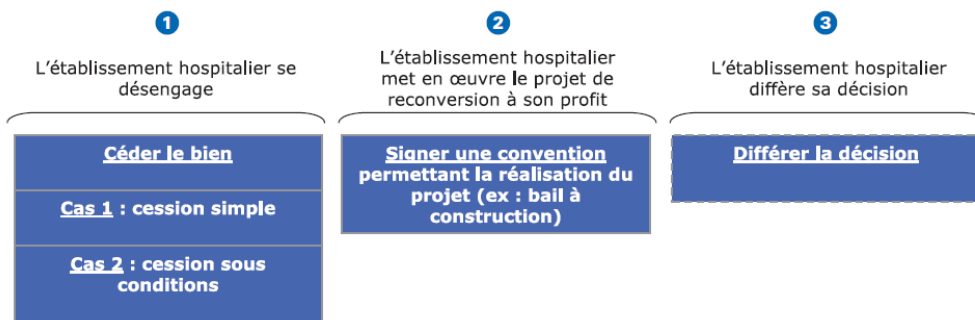 1
L'établissement hospitalier se
désengage
Céder le bien
Cas 1 : cession simple
Cas 2 : cession sous
conditions
2
L'établissement hospitalier
met en œuvre le projet de
reconversion à son profit
Signer une convention
permettant la réalisation du
projet (ex : bail à
construction)
3
L'établissement hospitalier
diffère sa décision
Différer la décision